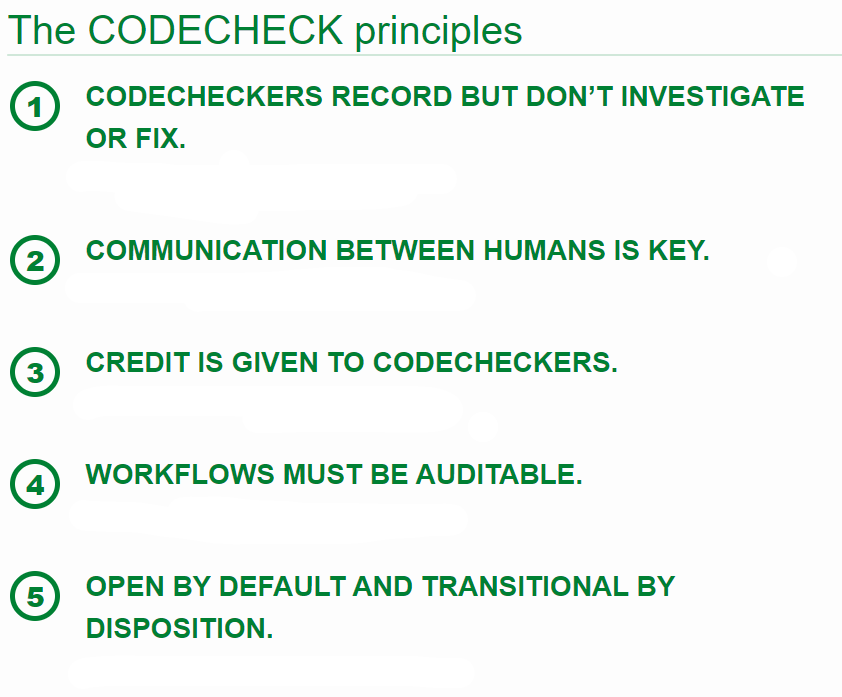 The CODECHECK principles
1
CODECHECKERS RECORD BUT DON’T INVESTIGATE
OR FIX.
2
COMMUNICATION BETWEEN HUMANS IS KEY.
3
CREDIT IS GIVEN TO CODECHECKERS.
4
WORKFLOWS MUST BE AUDITABLE.
5
OPEN BY DEFAULT AND TRANSITIONAL BY
DISPOSITION.